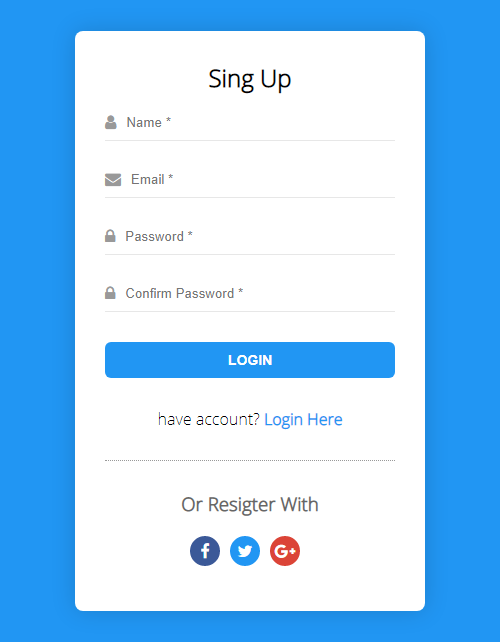 Sing Up
Name *
Email *
Password *
Confirm Password *
LOGIN
have account? Login Here
Or Resigter With
f
G+